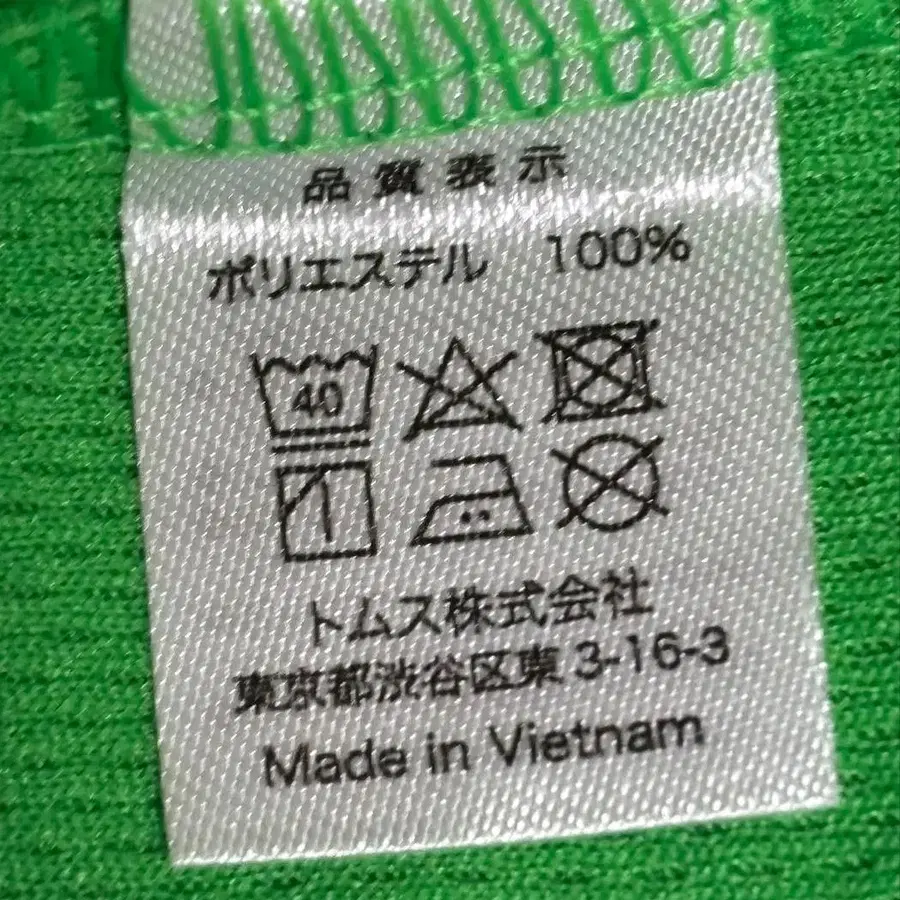 品質表示
ポリエステル 100%
40
トムス株式会社
東京都渋谷区東3-16-3
Made in Vietnam